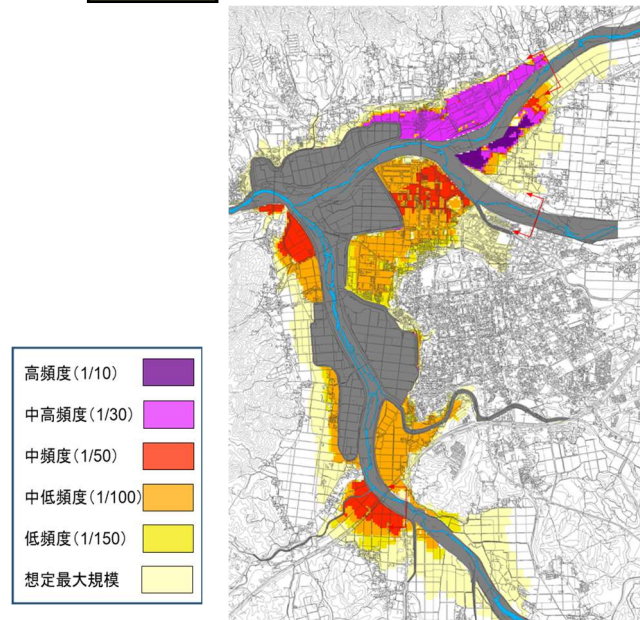 高頻度（1/10）
中高頻度（1/30）
中頻度（1/50）
中低頻度（1/100）
低頻度（1/150）
想定最大規模